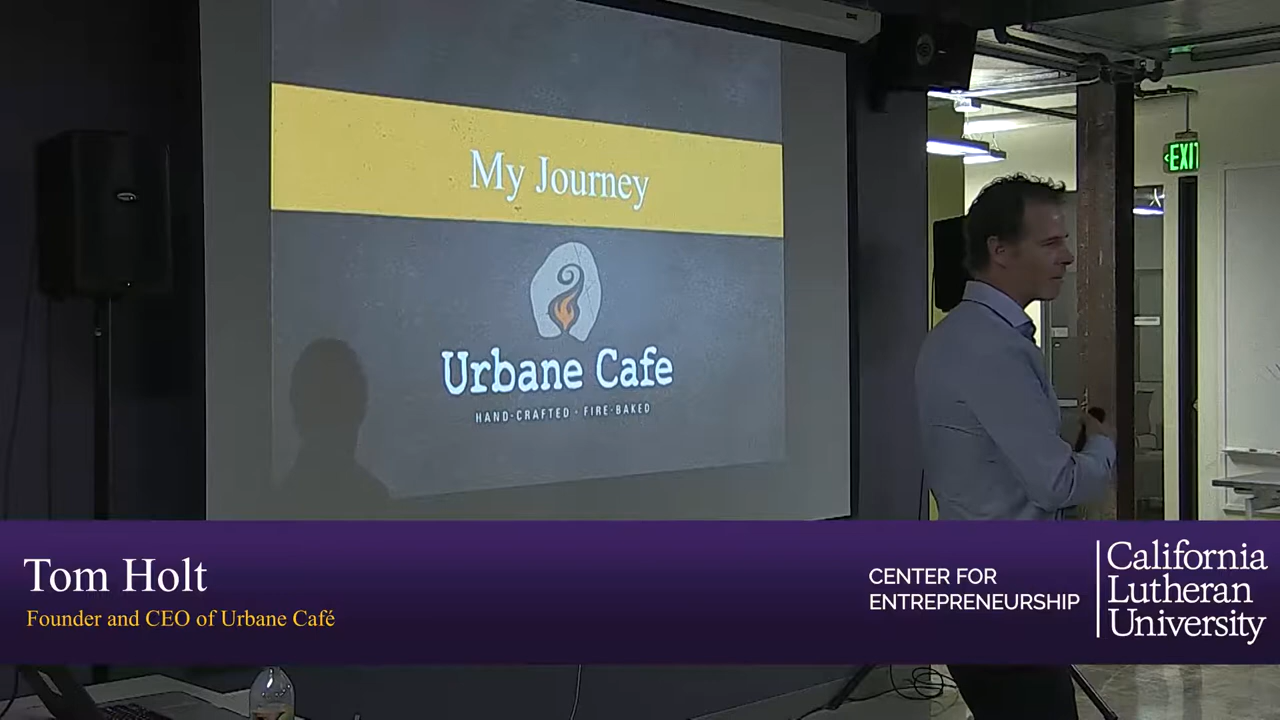 My Journey
Urbane Cafe
HAND-CRAFTED · FIRE-BAKED
EXIT
Tom Holt
Founder and CEO of Urbane Café
CENTER FOR
ENTREPRENEURSHIP
California
Lutheran
University